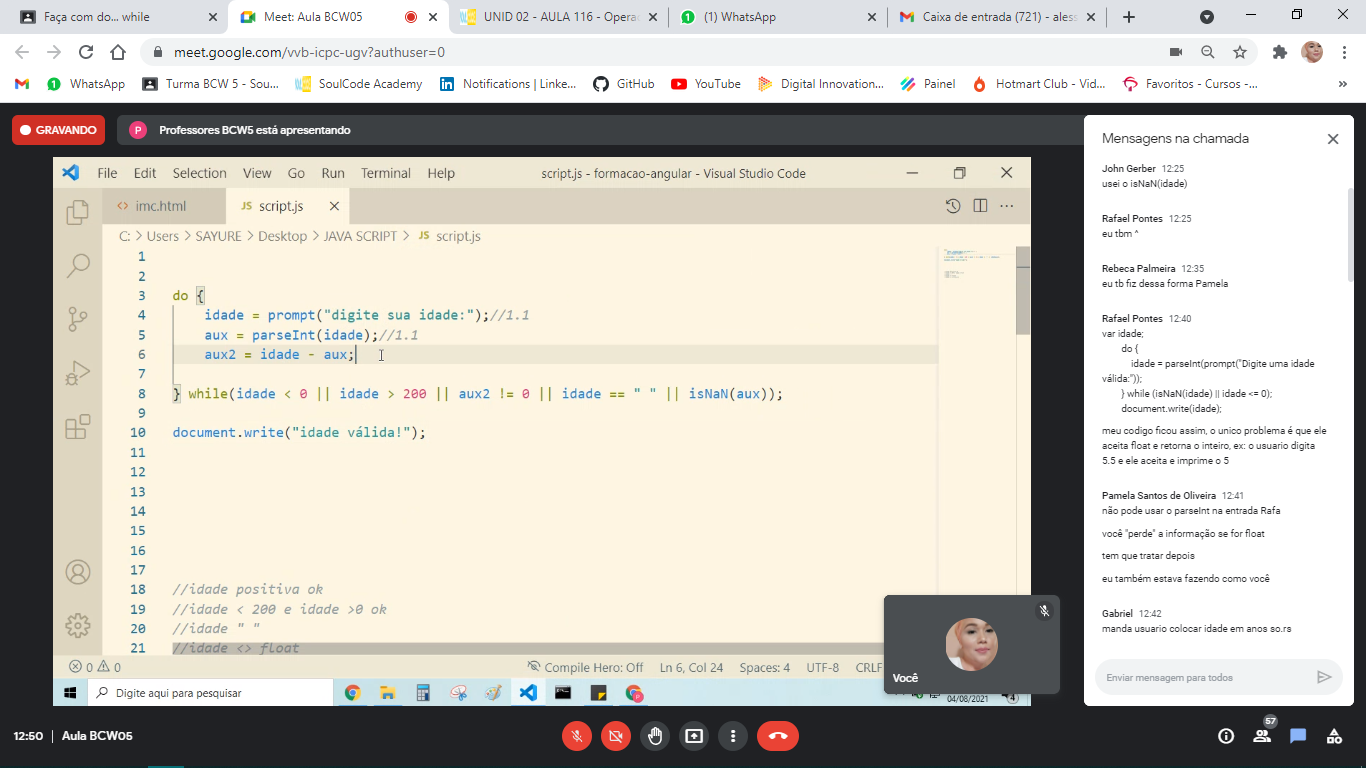 Faça com do... while
Meet: Aula BCW05
UNID 02 - AULA 116 - Opera
(1) WhatsApp
Caixa de entrada (721) - aless
meet.google.com/vvb-icpc-ugv?authuser=0
WhatsApp
Turma BCW 5 - Sou...
SoulCode Academy
Notifications | Linke...
GitHub
YouTube
Digital Innovation...
Painel
Hotmart Club - Vid...
Favoritos - Cursos -...
»
GRAVANDO
P
Professores BCW5 está apresentando
File Edit Selection View Go Run Terminal Help
script.js - formacao-angular - Visual Studio Code
<> imc.html
JS script.js
C: > Users > SAYURE > Desktop > JAVA SCRIPT > JS script.js
1
2
3 do {
4 idade = prompt("digite sua idade:");//1.1
5 aux = parseInt(idade);//1.1
6 aux2 = idade - aux;
7
8 } while(idade < 0 || idade > 200 || aux2 != 0 || idade == " " || isNaN(aux));
9
10 document.write("idade válida!");
11
12
13
14
15
16
17
18 //idade positiva ok
19 //idade < 200 e idade >0 ok
20 //idade " "
21 //idade <> float
0 0
Compile Hero: Off
Ln 6, Col 24
Spaces: 4
UTF-8
CRLF
Digite aqui para pesquisar
04/08/2021
4
Você
Mensagens na chamada
John Gerber 12:25
usei o isNaN(idade)
Rafael Pontes 12:25
eu tbm ^
Rebeca Palmeira 12:35
eu tb fiz dessa forma Pamela
Rafael Pontes 12:40
var idade;
do {
idade = parseInt(prompt("Digite uma idade
válida:"));
} while (isNaN(idade) || idade <= 0);
document.write(idade);
meu codigo ficou assim, o unico problema é que ele
aceita float e retorna o inteiro, ex: o usuario digita
5.5 e ele aceita e imprime o 5
Pamela Santos de Oliveira 12:41
não pode usar o parseInt na entrada Rafa
você "perde" a informação se for float
tem que tratar depois
eu também estava fazendo como você
Gabriel 12:42
manda usuario colocar idade em anos so.rs
Enviar mensagem para todos
12:50 | Aula BCW05
57